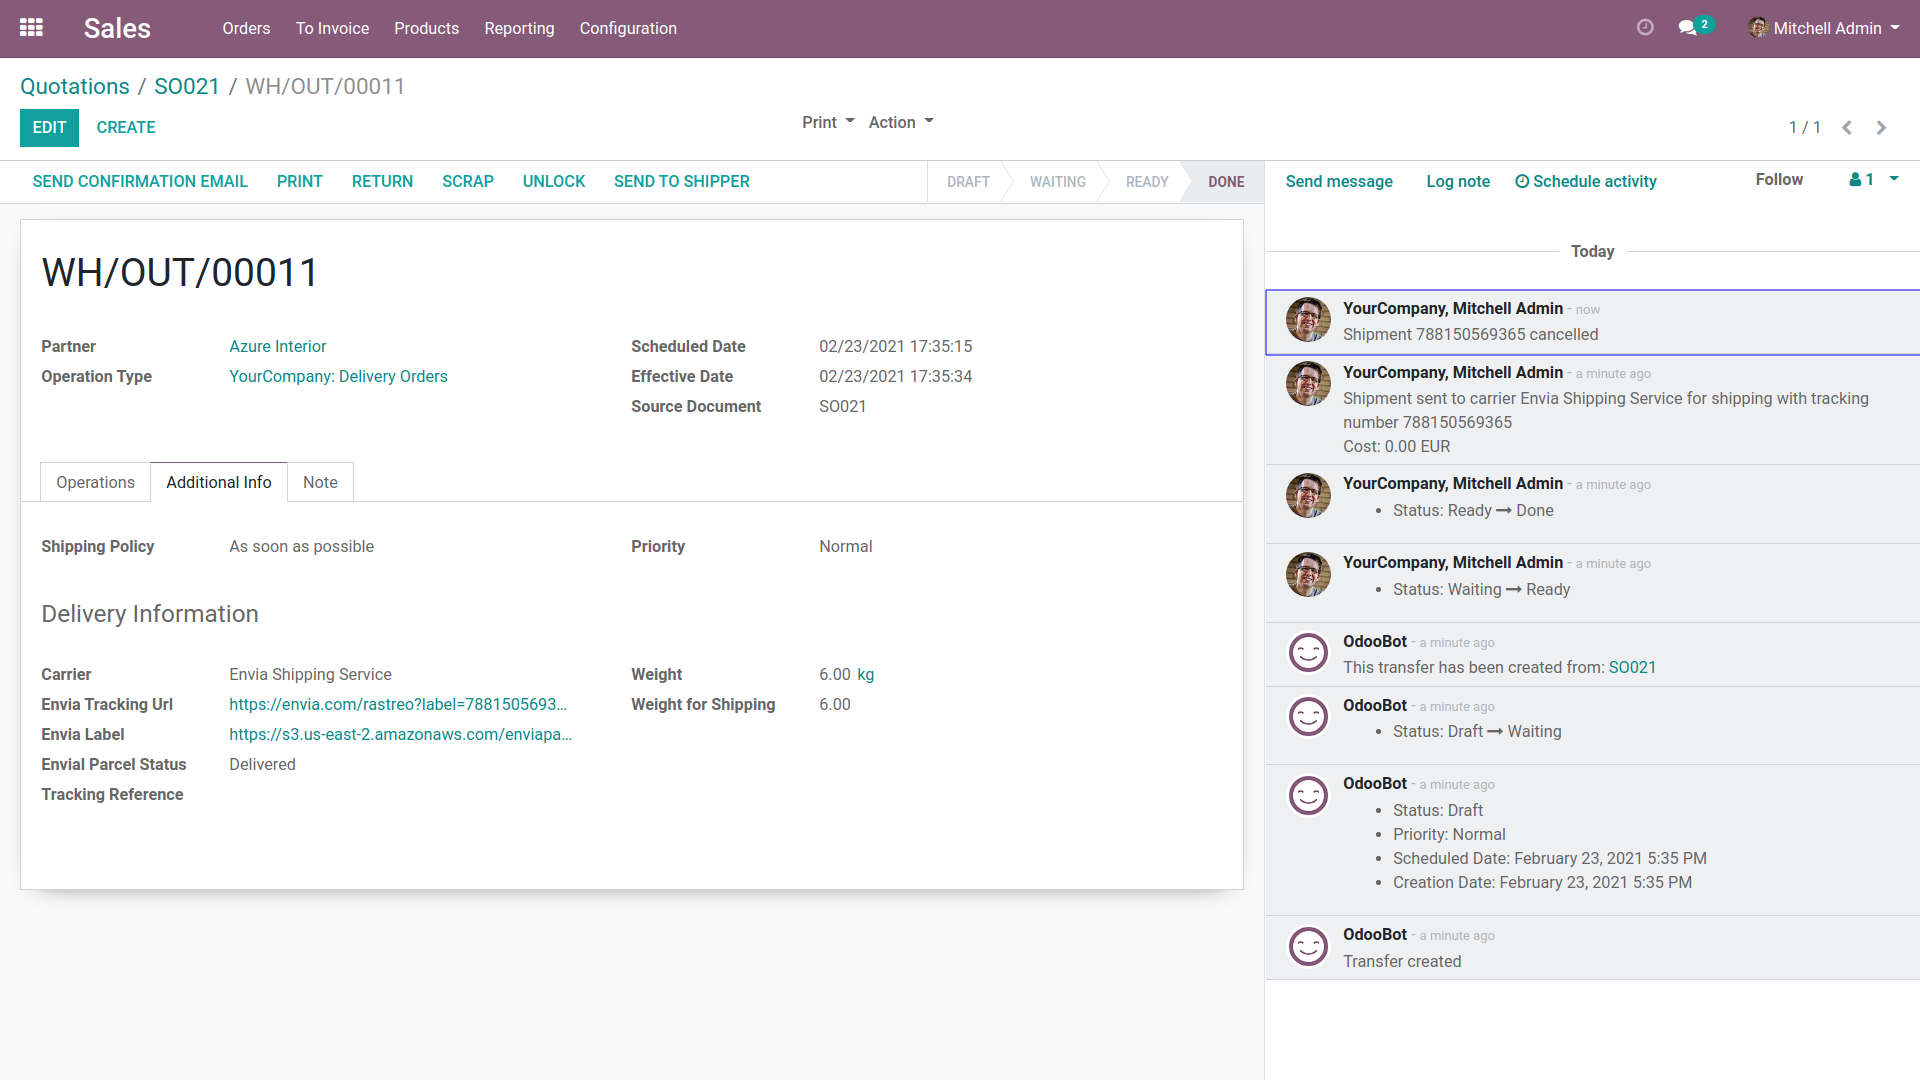 Sales
Orders To Invoice Products Reporting Configuration
2
Mitchell Admin
Quotations / SO021 / WH/OUT/00011
EDIT CREATE
Print Action
1 / 1
SEND CONFIRMATION EMAIL PRINT RETURN SCRAP UNLOCK SEND TO SHIPPER
DRAFT WAITING READY DONE
WH/OUT/00011
Partner Azure Interior
Operation Type YourCompany: Delivery Orders
Scheduled Date 02/23/2021 17:35:15
Effective Date 02/23/2021 17:35:34
Source Document SO021
Operations Additional Info Note
Shipping Policy As soon as possible
Priority Normal
Delivery Information
Carrier Envia Shipping Service
Envia Tracking Url https://envia.com/rastreo?label=7881505693...
Envia Label https://s3.us-east-2.amazonaws.com/enviapa...
Envial Parcel Status Delivered
Tracking Reference
Weight 6.00 kg
Weight for Shipping 6.00
Send message Log note Schedule activity Follow 1
Today
YourCompany, Mitchell Admin - now
Shipment 788150569365 cancelled
YourCompany, Mitchell Admin - a minute ago
Shipment sent to carrier Envia Shipping Service for shipping with tracking
number 788150569365
Cost: 0.00 EUR
YourCompany, Mitchell Admin - a minute ago
• Status: Ready → Done
YourCompany, Mitchell Admin - a minute ago
• Status: Waiting → Ready
OdooBot - a minute ago
This transfer has been created from: SO021
OdooBot - a minute ago
• Status: Draft → Waiting
OdooBot - a minute ago
• Status: Draft
• Priority: Normal
• Scheduled Date: February 23, 2021 5:35 PM
• Creation Date: February 23, 2021 5:35 PM
OdooBot - a minute ago
Transfer created